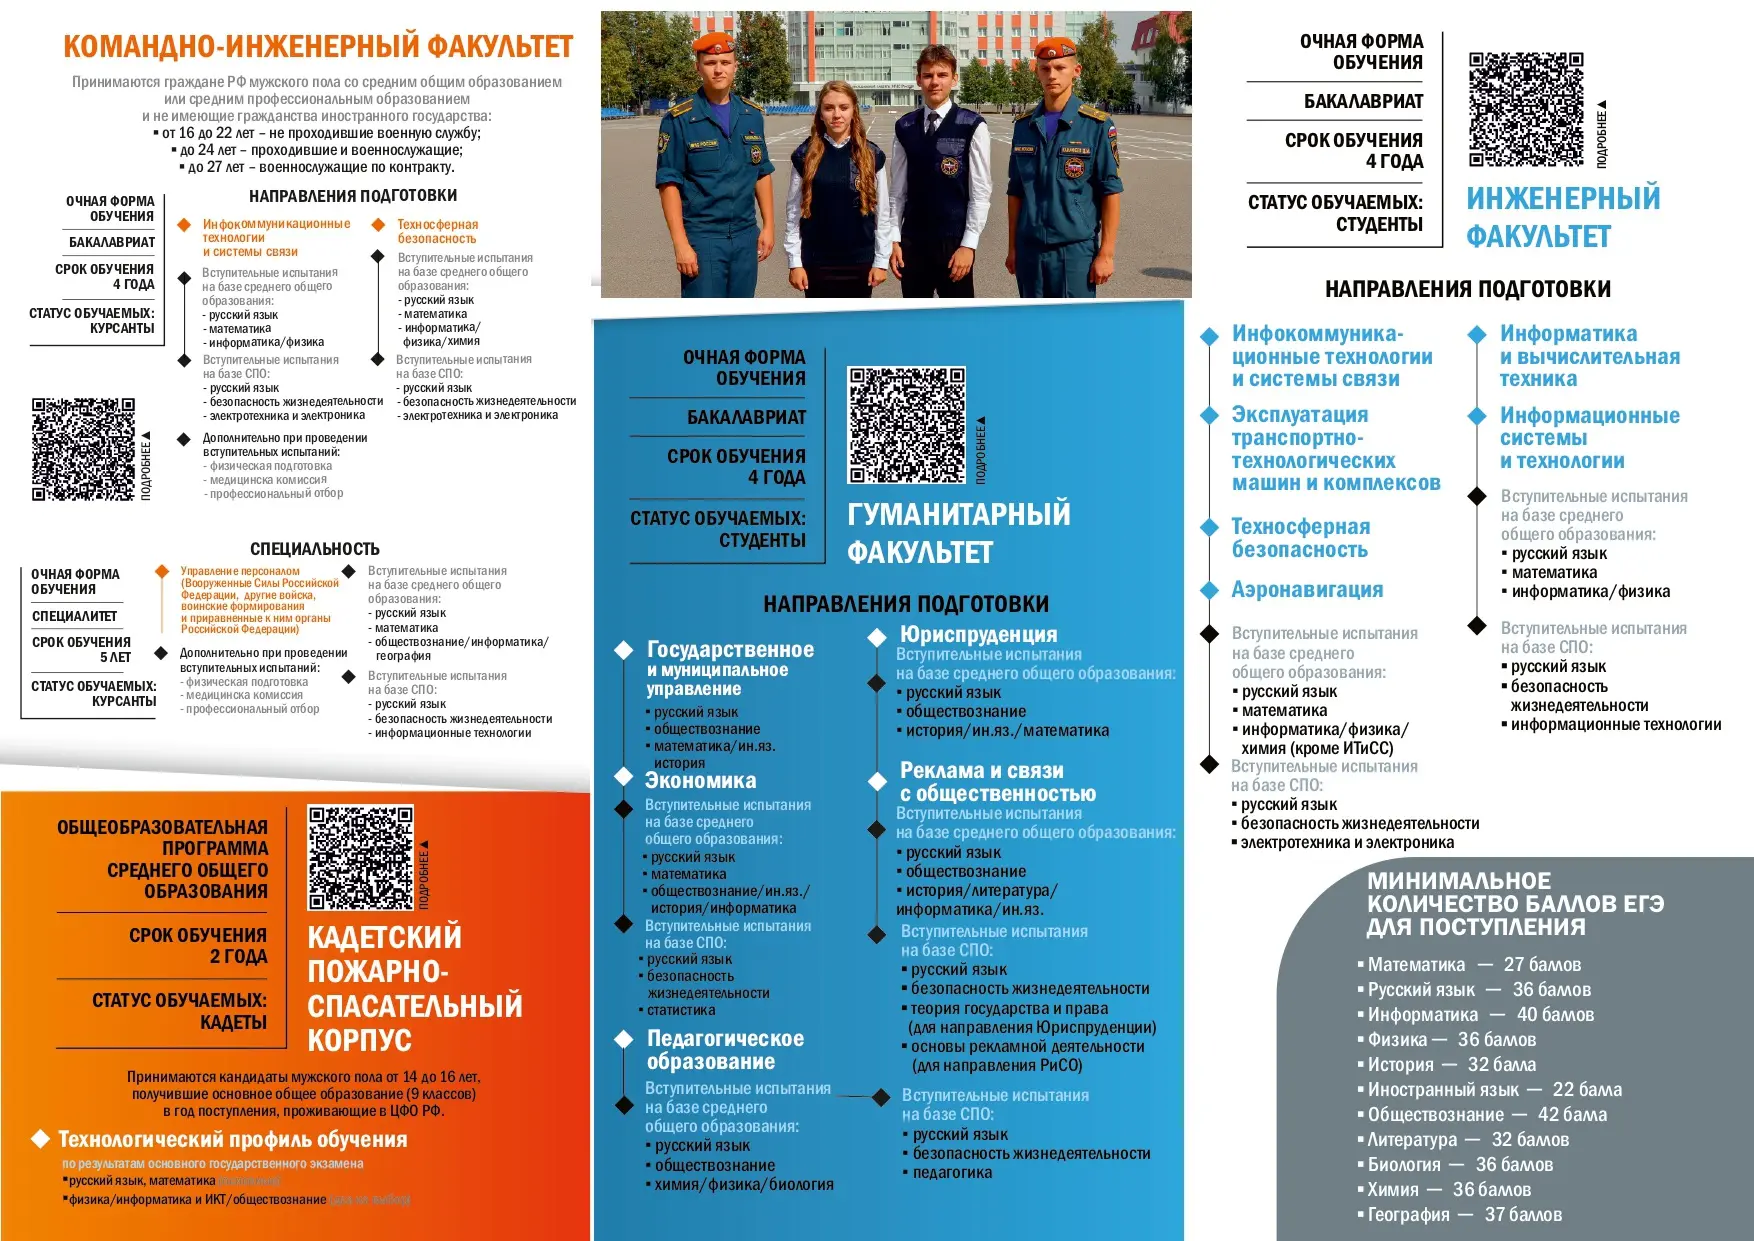 КОМАНДНО-ИНЖЕНЕРНЫЙ ФАКУЛЬТЕТ
Принимаются граждане РФ мужского пола со средним общим образованием
или средним профессиональным образованием
и не имеющие гражданства иностранного государства:
▪ от 16 до 22 лет – не проходившие военную службу;
▪ до 24 лет – проходившие и военнослужащие;
▪ до 27 лет – военнослужащие по контракту.
НАПРАВЛЕНИЯ ПОДГОТОВКИ
ОЧНАЯ ФОРМА
ОБУЧЕНИЯ
БАКАЛАВРИАТ
СРОК ОБУЧЕНИЯ
4 ГОДА
СТАТУС ОБУЧАЕМЫХ:
КУРСАНТЫ
ПОДРОБНЕЕ
Инфокоммуникационные
технологии
и системы связи
Вступительные испытания
на базе среднего общего
образования:
- русский язык
- математика
- информатика/физика
Вступительные испытания
на базе СПО:
- русский язык
- безопасность жизнедеятельности
- электротехника и электроника
Дополнительно при проведении
вступительных испытаний:
- физическая подготовка
- медицинска комиссия
- профессиональный отбор
Техносферная
безопасность
Вступительные испытания
на базе среднего общего
образования:
- русский язык
- математика
- информатика/
физика/химия
Вступительные испытания
на базе СПО:
- русский язык
- безопасность жизнедеятельности
- электротехника и электроника
СПЕЦИАЛЬНОСТЬ
ОЧНАЯ ФОРМА
ОБУЧЕНИЯ
СПЕЦИАЛИТЕТ
СРОК ОБУЧЕНИЯ
5 ЛЕТ
СТАТУС ОБУЧАЕМЫХ:
КУРСАНТЫ
Управление персоналом
(Вооруженные Силы Российской
Федерации, другие войска,
воинские формирования
и приравненные к ним органы
Российской Федерации)
Дополнительно при проведении
вступительных испытаний:
- физическая подготовка
- медицинска комиссия
- профессиональный отбор
Вступительные испытания
на базе среднего общего
образования:
- русский язык
- математика
- обществознание/информатика/
география
Вступительные испытания
на базе СПО:
- русский язык
- безопасность жизнедеятельности
- информационные технологии
ОБЩЕОБРАЗОВАТЕЛЬНАЯ
ПРОГРАММА
СРЕДНЕГО ОБЩЕГО
ОБРАЗОВАНИЯ
СРОК ОБУЧЕНИЯ
2 ГОДА
СТАТУС ОБУЧАЕМЫХ:
КАДЕТЫ
ПОДРОБНЕЕ
КАДЕТСКИЙ
ПОЖАРНО-
СПАСАТЕЛЬНЫЙ
КОРПУС
Принимаются кандидаты мужского пола от 14 до 16 лет,
получившие основное общее образование (9 классов)
в год поступления, проживающие в ЦФО РФ.
Технологический профиль обучения
по результатам основного государственного экзамена
▪русский язык, математика
▪физика/информатика и ИКТ/обществознание
ОЧНАЯ ФОРМА
ОБУЧЕНИЯ
БАКАЛАВРИАТ
СРОК ОБУЧЕНИЯ
4 ГОДА
СТАТУС ОБУЧАЕМЫХ:
СТУДЕНТЫ
ПОДРОБНЕЕ
ГУМАНИТАРНЫЙ
ФАКУЛЬТЕТ
НАПРАВЛЕНИЯ ПОДГОТОВКИ
Государственное
и муниципальное
управление
▪ русский язык
▪ обществознание
▪ математика/ин.яз.
история
Экономика
Вступительные испытания
на базе среднего
общего образования:
▪ русский язык
▪ математика
▪ обществознание/ин.яз./
история/информатика
Вступительные испытания
на базе СПО:
▪ русский язык
▪ безопасность
жизнедеятельности
▪ статистика
Педагогическое
образование
Вступительные испытания
на базе среднего
общего образования:
▪ русский язык
▪ обществознание
▪ химия/физика/биология
Юриспруденция
Вступительные испытания
на базе среднего общего образования:
▪ русский язык
▪ обществознание
▪ история/ин.яз./математика
Реклама и связи
с общественностью
Вступительные испытания
на базе среднего общего образования:
▪ русский язык
▪ обществознание
▪ история/литература/
информатика/ин.яз.
Вступительные испытания
на базе СПО:
▪ русский язык
▪ безопасность жизнедеятельности
▪ теория государства и права
(для направления Юриспруденции)
▪ основы рекламной деятельности
(для направления РиСО)
Вступительные испытания
на базе СПО:
▪ русский язык
▪ безопасность жизнедеятельности
▪ педагогика
ОЧНАЯ ФОРМА
ОБУЧЕНИЯ
БАКАЛАВРИАТ
СРОК ОБУЧЕНИЯ
4 ГОДА
СТАТУС ОБУЧАЕМЫХ:
СТУДЕНТЫ
ПОДРОБНЕЕ
ИНЖЕНЕРНЫЙ
ФАКУЛЬТЕТ
НАПРАВЛЕНИЯ ПОДГОТОВКИ
Инфокоммуника-
ционные технологии
и системы связи
Эксплуатация
транспортно-
технологических
машин и комплексов
Техносферная
безопасность
Аэронавигация
Вступительные испытания
на базе среднего
общего образования:
▪ русский язык
▪ математика
▪ информатика/физика/
химия (кроме ИТиСС)
Вступительные испытания
на базе СПО:
▪ русский язык
▪ безопасность жизнедеятельности
▪ электротехника и электроника
Информатика
и вычислительная
техника
Информационные
системы
и технологии
Вступительные испытания
на базе среднего
общего образования:
▪ русский язык
▪ математика
▪ информатика/физика
Вступительные испытания
на базе СПО:
▪ русский язык
▪ безопасность
жизнедеятельности
▪ информационные технологии
МИНИМАЛЬНОЕ
КОЛИЧЕСТВО БАЛЛОВ ЕГЭ
ДЛЯ ПОСТУПЛЕНИЯ
▪ Математика — 27 баллов
▪ Русский язык — 36 баллов
▪ Информатика — 40 баллов
▪ Физика — 36 баллов
▪ История — 32 балла
▪ Иностранный язык — 22 балла
▪ Обществознание — 42 балла
▪ Литература — 32 баллов
▪ Биология — 36 баллов
▪ Химия — 36 баллов
▪ География — 37 баллов